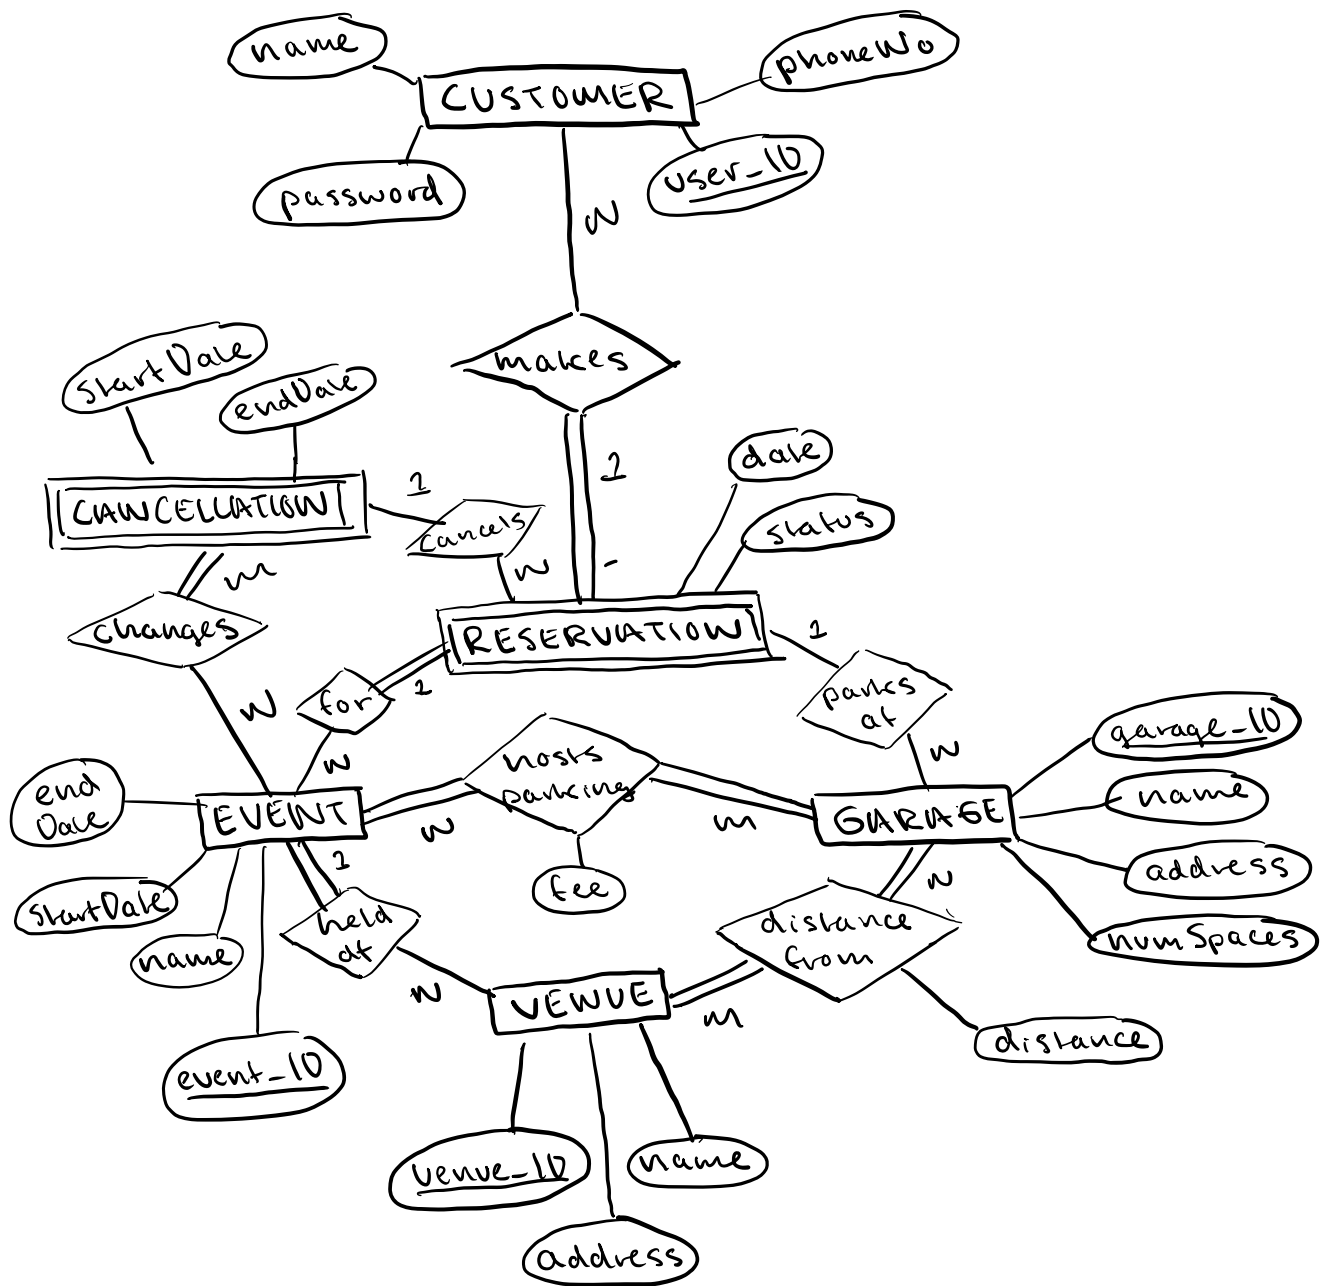 name
phoneNo
CUSTOMER
user_ID
password
N
startDate
makes
endDate
date
1
1
status
CANCELLATION
cancels
N
M
changes
RESERVATION
1
for
1
parks
at
N
garage_ID
N
N
hosts
parking
name
end
Date
EVENT
N
M
GARAGE
address
1
fee
N
startDate
held
at
distance
from
numSpaces
name
N
VENUE
M
distance
event_ID
venue_ID
name
address